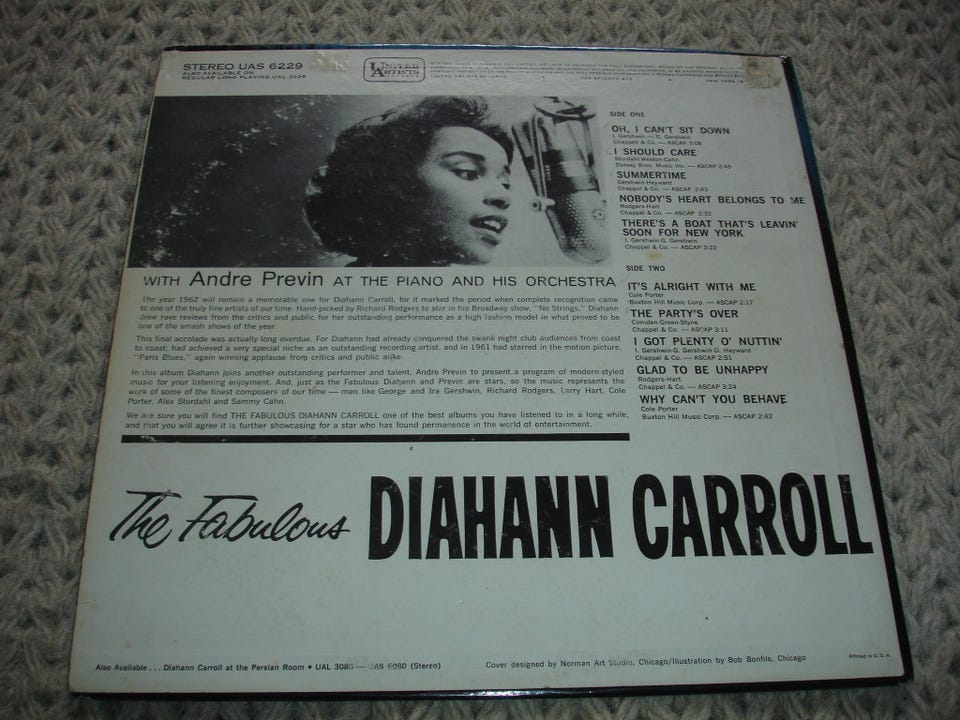 STEREO UAS 6229
ALSO AVAILABLE ON
REGULAR LONG PLAYING UAL 3229
UNITED
ARTISTS
RECORDS
SIDE ONE
OH, I CAN'T SIT DOWN
I. Gershwin — G. Gershwin
Chappell & Co. — ASCAP 3:08
I SHOULD CARE
Stordahl-Weston-Cahn
Dorsey Bros. Music Inc. — ASCAP 2:45
SUMMERTIME
Gershwin-Heyward
Chappel & Co. — ASCAP 2:43
NOBODY'S HEART BELONGS TO ME
Rodgers-Hart
Chappell & Co. — ASCAP 2:32
THERE'S A BOAT THAT'S LEAVIN'
SOON FOR NEW YORK
I. Gershwin-G. Gershwin
Chappell & Co. — ASCAP 3:22
SIDE TWO
IT'S ALRIGHT WITH ME
Cole Porter
Buxton Hill Music Corp. — ASCAP 2:17
THE PARTY'S OVER
Comden-Green-Styne
Chappell & Co. — ASCAP 3:11
I GOT PLENTY O' NUTTIN'
I. Gershwin-G. Gershwin-D. Heyward
Chappell & Co. — ASCAP 2:51
GLAD TO BE UNHAPPY
Rodgers-Hart
Chappell & Co. — ASCAP 3:24
WHY CAN'T YOU BEHAVE
Cole Porter
Buxton Hill Music Corp. — ASCAP 2:42
WITH Andre Previn AT THE PIANO AND HIS ORCHESTRA
The year 1962 will remain a memorable one for Diahann Carroll, for it marked the period when complete recognition came
to one of the truly fine artists of our time. Hand-picked by Richard Rodgers to star in his Broadway show, "No Strings," Diahann
drew rave reviews from the critics and public for her outstanding performance as a high fashion model in what proved to be
one of the smash shows of the year.
This final accolade was actually long overdue. For Diahann had already conquered the swank night club audiences from coast
to coast; had achieved a very special niche as an outstanding recording artist, and in 1961 had starred in the motion picture,
"Paris Blues," again winning applause from critics and public alike.
In this album Diahann joins another outstanding performer and talent, Andre Previn to present a program of modern-styled
music for your listening enjoyment. And, just as the Fabulous Diahann and Previn are stars, so the music represents the
work of some of the finest composers of our time — men like George and Ira Gershwin, Richard Rodgers, Larry Hart, Cole
Porter, Alex Stordahl and Sammy Cahn.
We are sure you will find THE FABULOUS DIAHANN CARROLL one of the best albums you have listened to in a long while,
and that you will agree it is further showcasing for a star who has found permanence in the world of entertainment.
The Fabulous DIAHANN CARROLL
Also Available . . . Diahann Carroll at the Persian Room • UAL 3080 — UAS 6080 (Stereo)
Cover designed by Norman Art Studio, Chicago/Illustration by Bob Bonfils, Chicago
Printed in U.S.A.